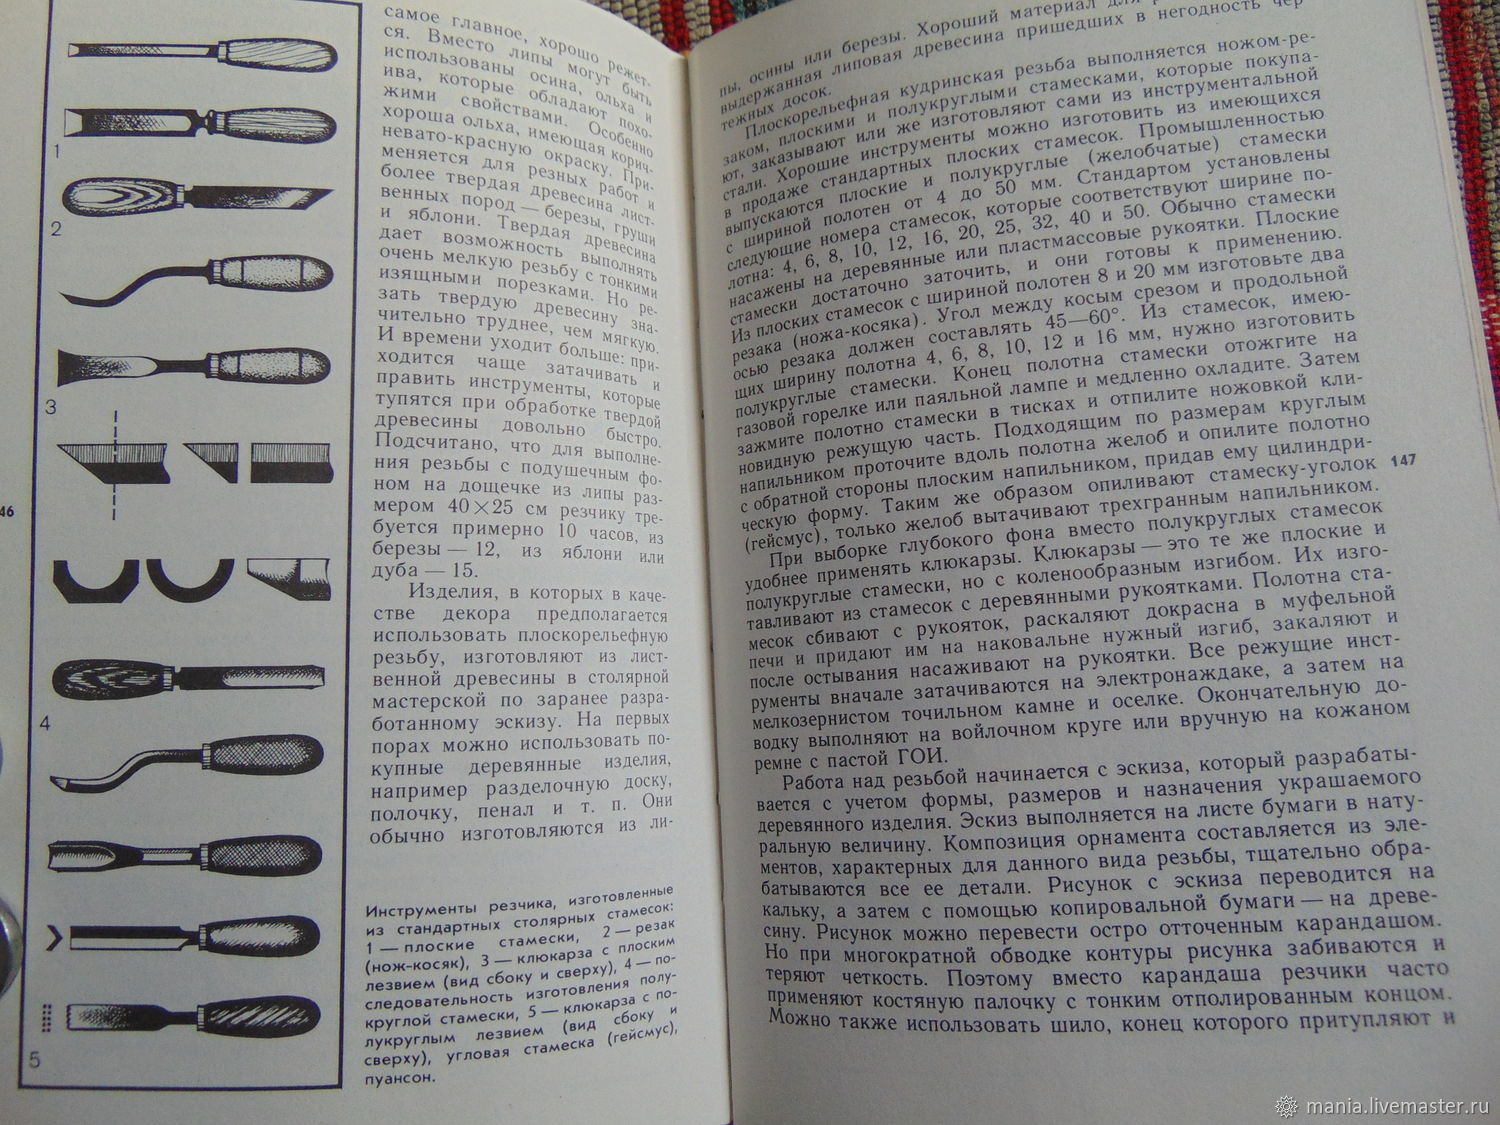 самое главное, хорошо режет-
ся. Вместо липы могут быть
использованы осина, ольха и
ива, которые обладают похо-
жими свойствами. Особенно
хороша ольха, имеющая корич-
невато-красную окраску. При-
меняется для резных работ и
более твердая древесина лист-
венных пород — березы, груши
и яблони. Твердая древесина
дает возможность выполнять
очень мелкую резьбу с тонкими
изящными порезками. Но ре-
зать твердую древесину зна-
чительно труднее, чем мягкую.
И времени уходит больше: при-
ходится чаще затачивать и
править инструменты, которые
тупятся при обработке твердой
древесины довольно быстро.
Подсчитано, что для выполне-
ния резьбы с подушечным фо-
ном на дощечке из липы раз-
мером 40×25 см резчику тре-
буется примерно 10 часов, из
березы — 12, из яблони или
дуба — 15.
Изделия, в которых в каче-
стве декора предполагается
использовать плоскорельефную
резьбу, изготовляют из лист-
венной древесины в столярной
мастерской по заранее разра-
ботанному эскизу. На первых
порах можно использовать по-
купные деревянные изделия,
например разделочную доску,
полочку, пенал и т. п. Они
обычно изготовляются из ли-
1
2
3
4
5
46
Инструменты резчика, изготовленные
из стандартных столярных стамесок:
1 — плоские стамески, 2 — резак
(нож-косяк), 3 — клюкарза с плоским
лезвием (вид сбоку и сверху), 4 — по-
следовательность изготовления полу-
круглой стамески, 5 — клюкарза с по-
лукруглым лезвием (вид сбоку и
сверху), угловая стамеска (гейсмус),
пуансон.
пы, осины или березы. Хороший материал для
выдержанная липовая древесина пришедших в негодность чер-
тежных досок.
Плоскорельефная кудринская резьба выполняется ножом-ре-
заком, плоскими и полукруглыми стамесками, которые покупа-
ют, заказывают или же изготовляют сами из инструментальной
стали. Хорошие инструменты можно изготовить из имеющихся
в продаже стандартных плоских стамесок. Промышленностью
выпускаются плоские и полукруглые (желобчатые) стамески
с шириной полотен от 4 до 50 мм. Стандартом установлены
следующие номера стамесок, которые соответствуют ширине по-
лотна: 4, 6, 8, 10, 12, 16, 20, 25, 32, 40 и 50. Обычно стамески
насажены на деревянные или пластмассовые рукоятки. Плоские
стамески достаточно заточить, и они готовы к применению.
Из плоских стамесок с шириной полотен 8 и 20 мм изготовьте два
резака (ножа-косяка). Угол между косым срезом и продольной
осью резака должен составлять 45—60°. Из стамесок, имею-
щих ширину полотна 4, 6, 8, 10, 12 и 16 мм, нужно изготовить
полукруглые стамески. Конец полотна стамески отожгите на
газовой горелке или паяльной лампе и медленно охладите. Затем
зажмите полотно стамески в тисках и отпилите ножовкой кли-
новидную режущую часть. Подходящим по размерам круглым
напильником проточите вдоль полотна желоб и опилите полотно
с обратной стороны плоским напильником, придав ему цилиндри-
ческую форму. Таким же образом опиливают стамеску-уголок
(гейсмус), только желоб вытачивают трехгранным напильником.
При выборке глубокого фона вместо полукруглых стамесок
удобнее применять клюкарзы. Клюкарзы — это те же плоские и
полукруглые стамески, но с коленообразным изгибом. Их изго-
тавливают из стамесок с деревянными рукоятками. Полотна ста-
месок сбивают с рукояток, раскаляют докрасна в муфельной
печи и придают им на наковальне нужный изгиб, закаляют и
после остывания насаживают на рукоятки. Все режущие инст-
рументы вначале затачиваются на электронаждаке, а затем на
мелкозернистом точильном камне и оселке. Окончательную до-
водку выполняют на войлочном круге или вручную на кожаном
ремне с пастой ГОИ.
Работа над резьбой начинается с эскиза, который разрабаты-
вается с учетом формы, размеров и назначения украшаемого
деревянного изделия. Эскиз выполняется на листе бумаги в нату-
ральную величину. Композиция орнамента составляется из эле-
ментов, характерных для данного вида резьбы, тщательно обра-
батываются все ее детали. Рисунок с эскиза переводится на
кальку, а затем с помощью копировальной бумаги — на древе-
сину. Рисунок можно перевести остро отточенным карандашом.
Но при многократной обводке контуры рисунка забиваются и
теряют четкость. Поэтому вместо карандаша резчики часто
применяют костяную палочку с тонким отполированным концом.
Можно также использовать шило, конец которого притупляют и
147
mania.livemaster.ru